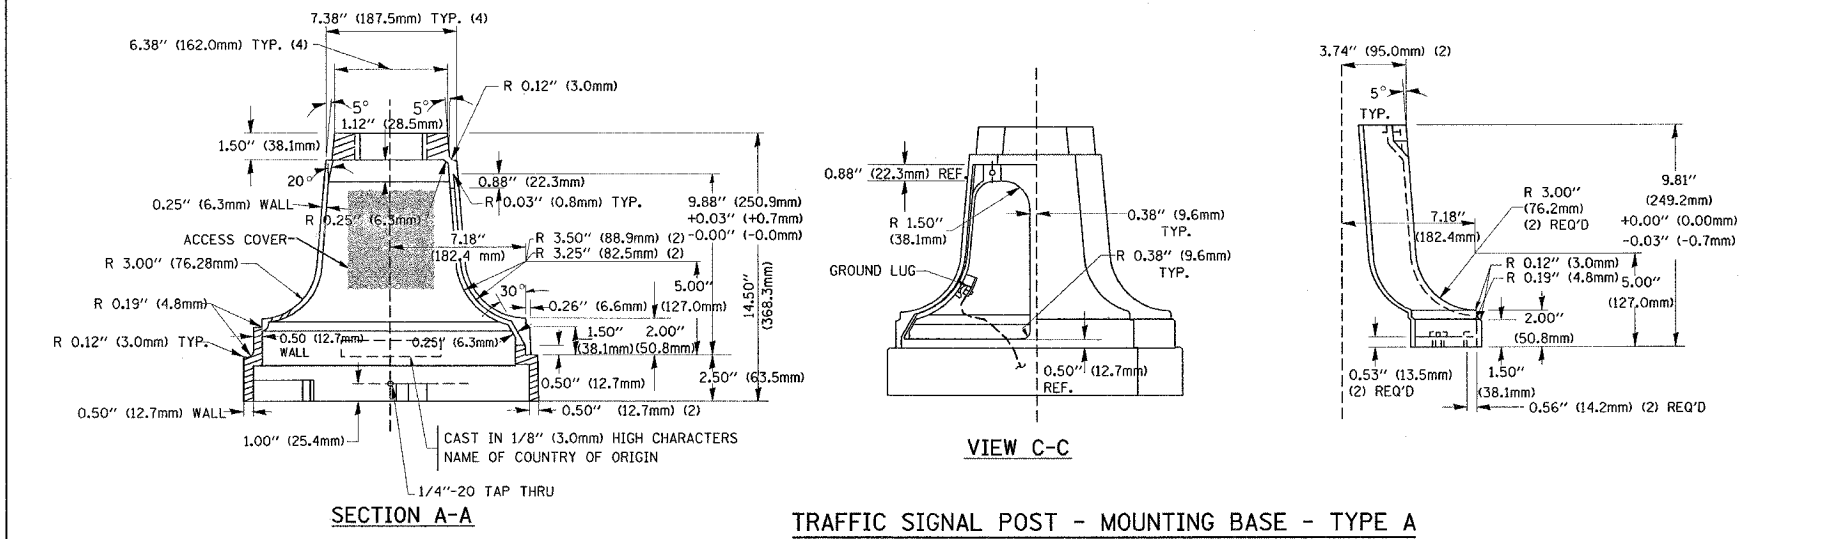 7.38" (187.5mm) TYP. (4)
6.38" (162.0mm) TYP. (4)
R 0.12" (3.0mm)
5°
5°
1.12" (28.5mm)
1.50" (38.1mm)
20°
0.88" (22.3mm)
R 0.03" (0.8mm) TYP.
0.25" (6.3mm) WALL
R 0.25" (6.3mm)
9.88" (250.9mm)
+0.03" (+0.7mm)
-0.00" (-0.0mm)
ACCESS COVER
7.18"
(182.4 mm)
R 3.50" (88.9mm) (2)
R 3.25" (82.5mm) (2)
R 3.00" (76.28mm)
30°
5.00"
(127.0mm)
14.50"
(368.3mm)
R 0.19" (4.8mm)
0.26" (6.6mm)
R 0.12" (3.0mm) TYP.
0.50 (12.7mm)
WALL
0.25" (6.3mm)
1.50"
(38.1mm)
2.00"
(50.8mm)
0.50" (12.7mm)
2.50" (63.5mm)
0.50" (12.7mm) WALL
0.50" (12.7mm) (2)
1.00" (25.4mm)
CAST IN 1/8" (3.0mm) HIGH CHARACTERS
NAME OF COUNTRY OF ORIGIN
1/4"-20 TAP THRU
SECTION A-A
0.88" (22.3mm) REF.
R 1.50"
(38.1mm)
0.38" (9.6mm)
TYP.
GROUND LUG
R 0.38" (9.6mm)
TYP.
0.50" (12.7mm)
REF.
VIEW C-C
3.74" (95.0mm) (2)
5°
TYP.
R 3.00"
(76.2mm)
(2) REQ'D
9.81"
(249.2mm)
+0.00" (0.00mm)
-0.03" (-0.7mm)
7.18"
(182.4mm)
R 0.12" (3.0mm)
R 0.19" (4.8mm)
5.00"
(127.0mm)
2.00"
(50.8mm)
0.53" (13.5mm)
(2) REQ'D
1.50"
(38.1mm)
0.56" (14.2mm) (2) REQ'D
TRAFFIC SIGNAL POST - MOUNTING BASE - TYPE A